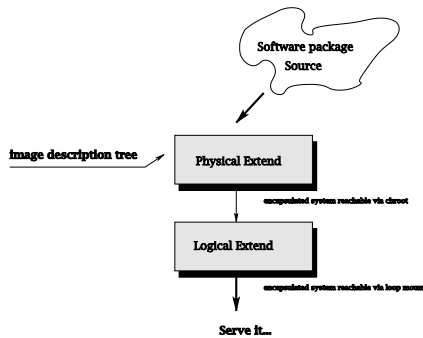 Software package
Source
image description tree
Physical Extend
encapsulated system reachable via chroot
Logical Extend
encapsulated system reachable via loop mount
Serve it...